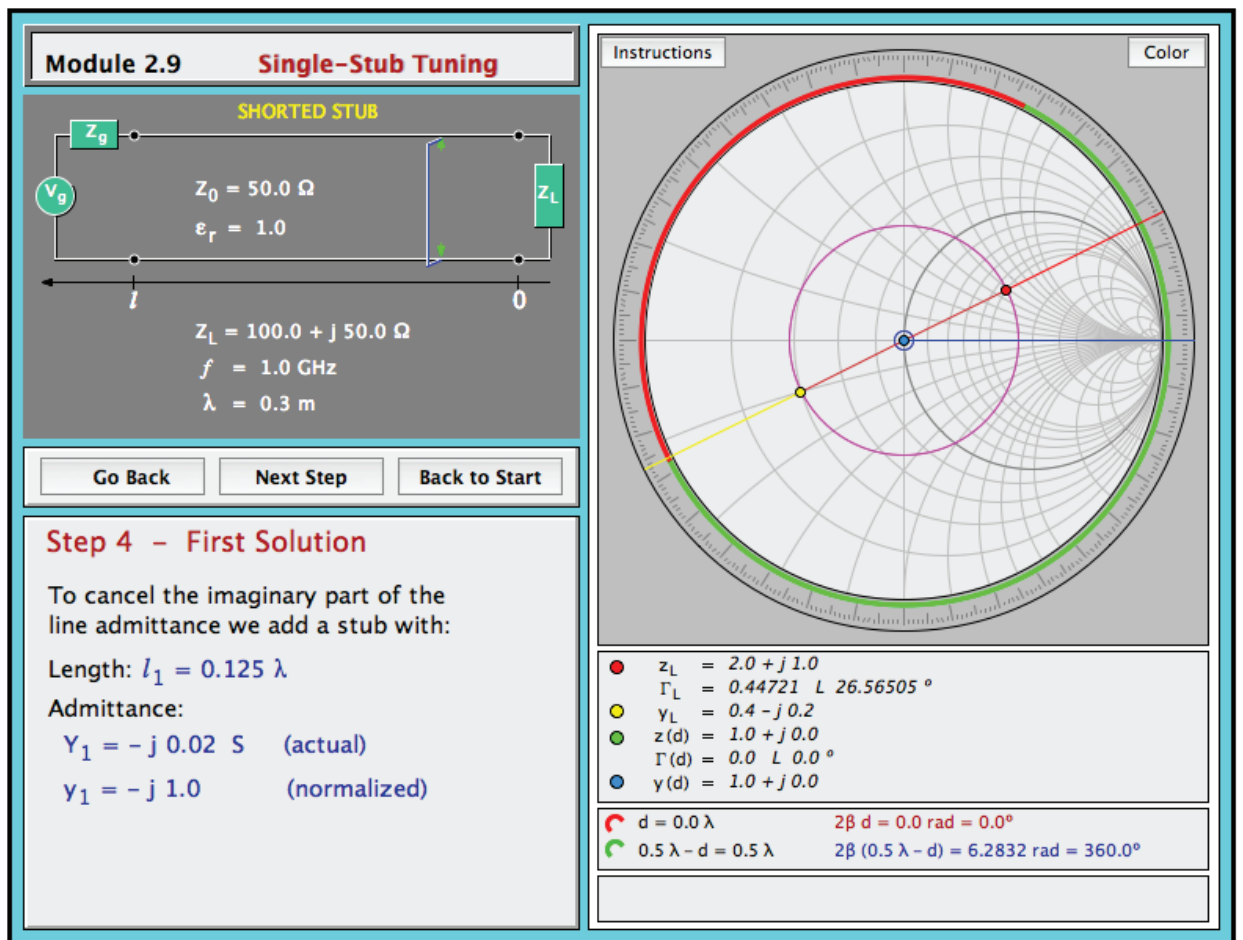 Module 2.9 Single-Stub Tuning
SHORTED STUB
Zg
Vg
Z0 = 50.0 Ω
εr = 1.0
ZL
l 0
ZL = 100.0 + j 50.0 Ω
f = 1.0 GHz
λ = 0.3 m
Go Back Next Step Back to Start
Step 4 – First Solution
To cancel the imaginary part of the
line admittance we add a stub with:
Length: l1 = 0.125 λ
Admittance:
Y1 = – j 0.02 S (actual)
y1 = – j 1.0 (normalized)
Instructions Color
zL = 2.0 + j 1.0
ΓL = 0.44721 L 26.56505 º
yL = 0.4 – j 0.2
z(d) = 1.0 + j 0.0
Γ(d) = 0.0 L 0.0 º
y(d) = 1.0 + j 0.0
d = 0.0 λ 2β d = 0.0 rad = 0.0º
0.5 λ – d = 0.5 λ 2β (0.5 λ – d) = 6.2832 rad = 360.0º